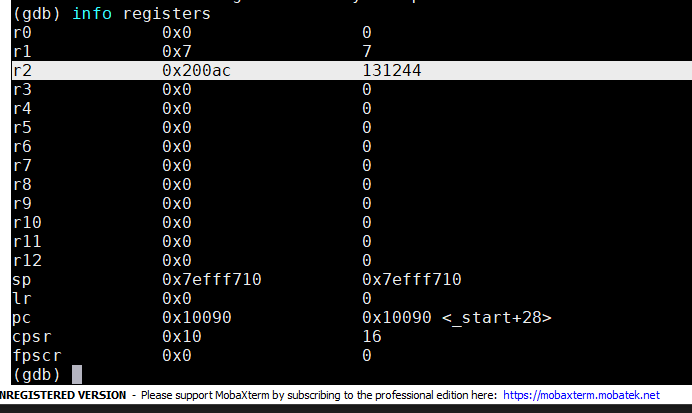 (gdb) info registers
r0 0x0 0
r1 0x7 7
r2 0x200ac 131244
r3 0x0 0
r4 0x0 0
r5 0x0 0
r6 0x0 0
r7 0x0 0
r8 0x0 0
r9 0x0 0
r10 0x0 0
r11 0x0 0
r12 0x0 0
sp 0x7efff710 0x7efff710
lr 0x0 0
pc 0x10090 0x10090 <_start+28>
cpsr 0x10 16
fpscr 0x0 0
(gdb)
NREGISTERED VERSION - Please support MobaXterm by subscribing to the professional edition here: https://mobaxterm.mobatek.net